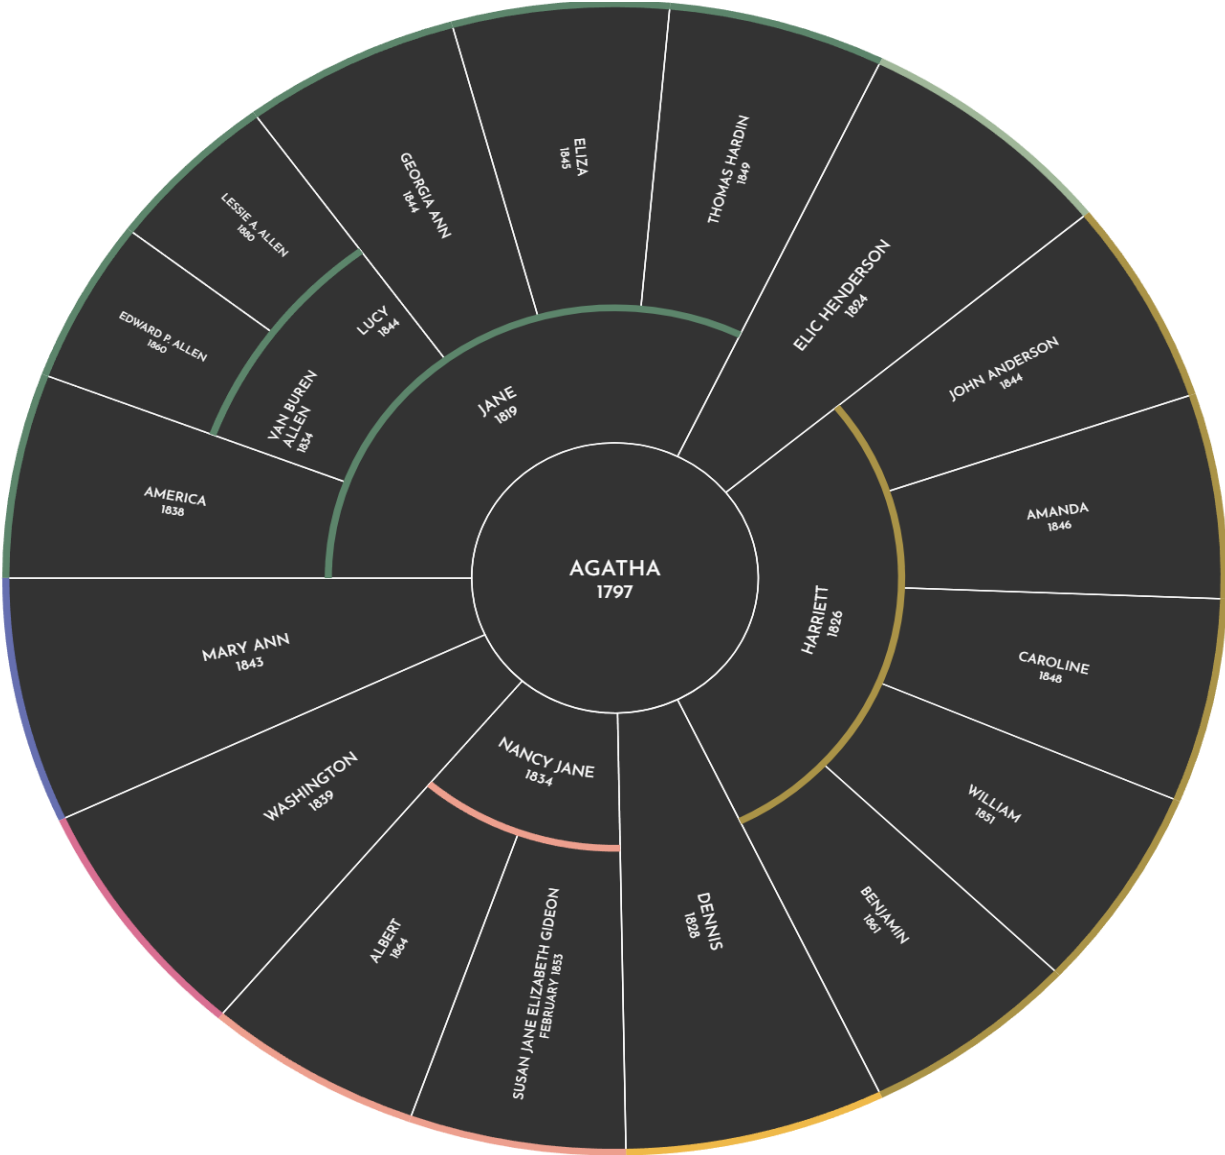 AGATHA
1797
JANE
1819
AMERICA
1838
VAN BUREN
ALLEN
1834
LUCY
1844
EDWARD P. ALLEN
1860
LESSIE A. ALLEN
1880
GEORGIA ANN
1844
ELIZA
1845
THOMAS HARDIN
1849
ELIC HENDERSON
1824
HARRIETT
1826
JOHN ANDERSON
1844
AMANDA
1846
CAROLINE
1848
WILLIAM
1851
BENJAMIN
1861
DENNIS
1828
NANCY JANE
1834
SUSAN JANE ELIZABETH GIDEON
FEBRUARY 1853
ALBERT
1864
WASHINGTON
1839
MARY ANN
1843